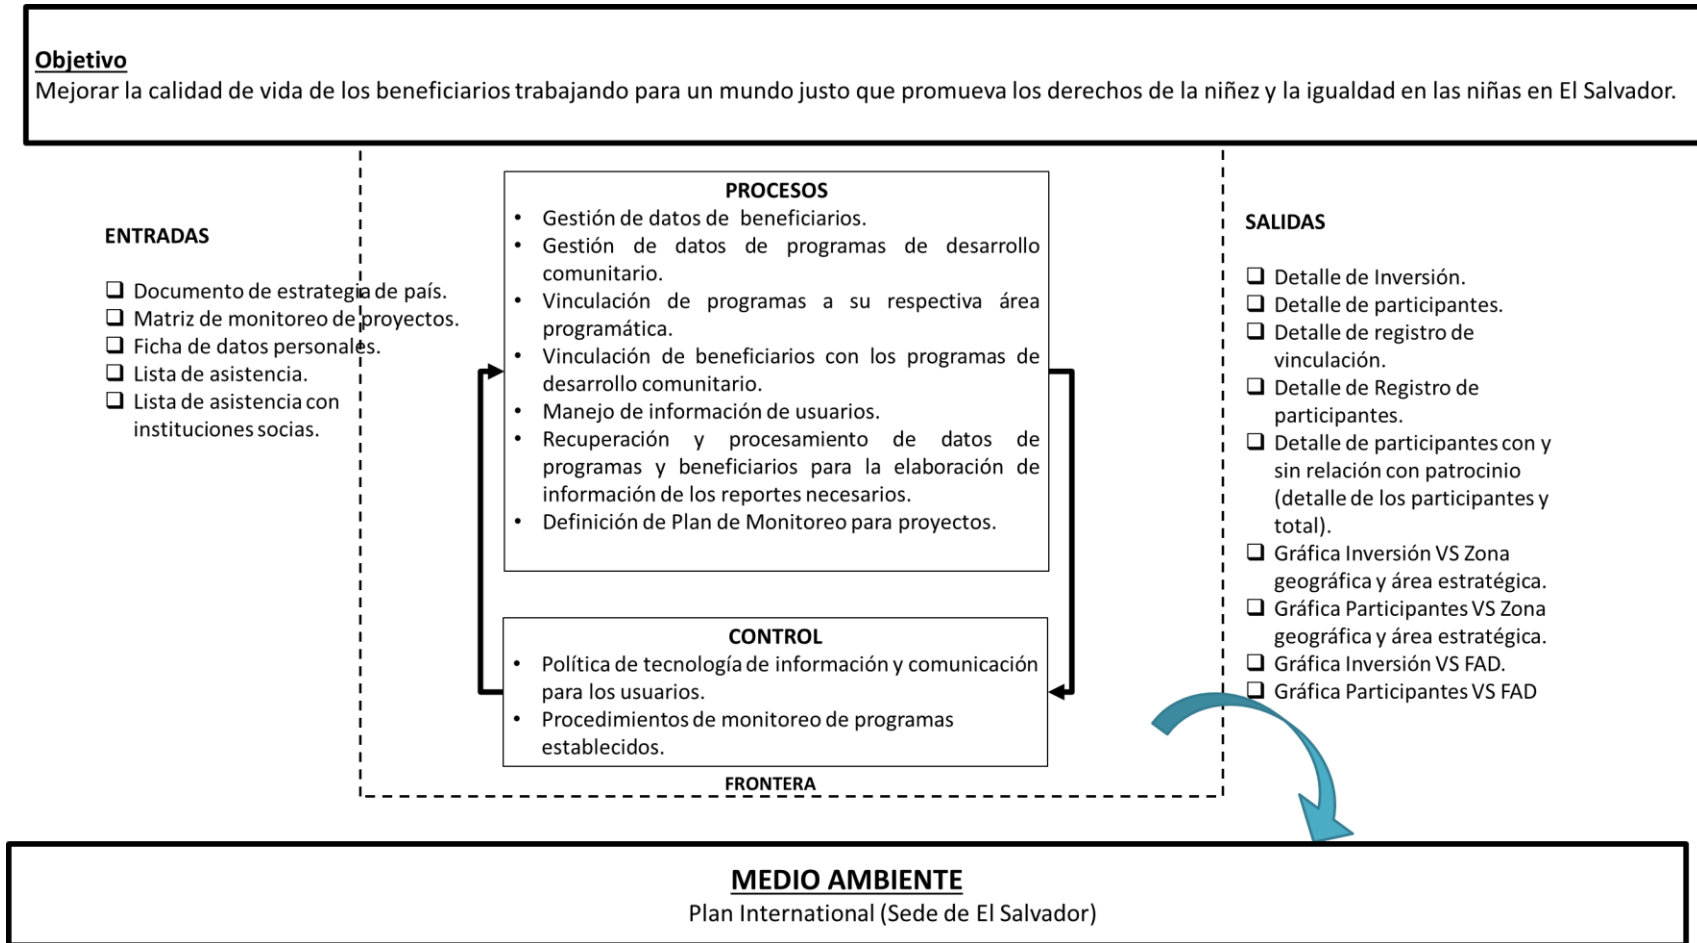 Objetivo
Mejorar la calidad de vida de los beneficiarios trabajando para un mundo justo que promueva los derechos de la niñez y la igualdad en las niñas en El Salvador.
ENTRADAS
Documento de estrategia de país.
Matriz de monitoreo de proyectos.
Ficha de datos personales.
Lista de asistencia.
Lista de asistencia con
instituciones socias.
PROCESOS
• Gestión de datos de beneficiarios.
• Gestión de datos de programas de desarrollo
comunitario.
• Vinculación de programas a su respectiva área
programática.
• Vinculación de beneficiarios con los programas de
desarrollo comunitario.
• Manejo de información de usuarios.
• Recuperación y procesamiento de datos de
programas y beneficiarios para la elaboración de
información de los reportes necesarios.
• Definición de Plan de Monitoreo para proyectos.
CONTROL
• Política de tecnología de información y comunicación
para los usuarios.
• Procedimientos de monitoreo de programas
establecidos.
FRONTERA
SALIDAS
Detalle de Inversión.
Detalle de participantes.
Detalle de registro de
vinculación.
Detalle de Registro de
participantes.
Detalle de participantes con y
sin relación con patrocinio
(detalle de los participantes y
total).
Gráfica Inversión VS Zona
geográfica y área estratégica.
Gráfica Participantes VS Zona
geográfica y área estratégica.
Gráfica Inversión VS FAD.
Gráfica Participantes VS FAD
MEDIO AMBIENTE
Plan International (Sede de El Salvador)